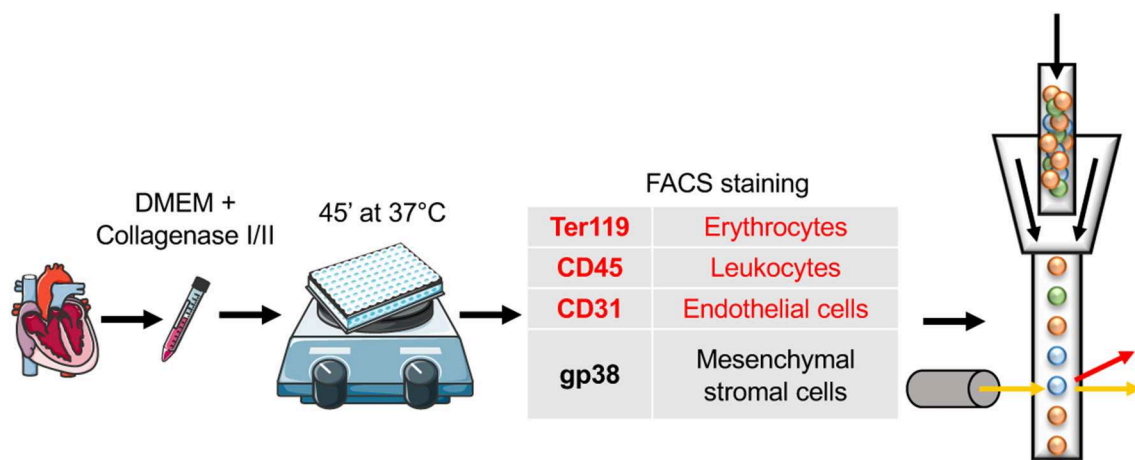 DMEM +
Collagenase I/II
45’ at 37°C
FACS staining
Ter119 Erythrocytes
CD45 Leukocytes
CD31 Endothelial cells
gp38 Mesenchymal
stromal cells